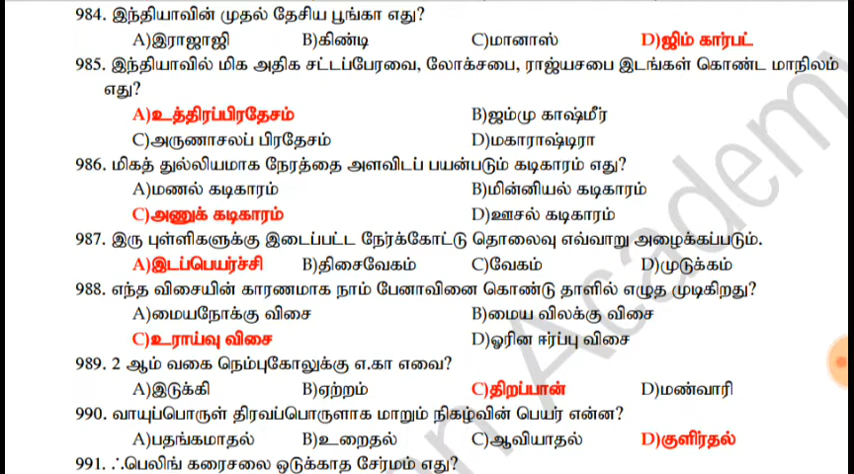 984. இந்தியாவின் முதல் தேசிய பூங்கா எது?
A)இராஜாஜி B)கிண்டி C)மானாஸ் D)ஜிம் கார்பட்
985. இந்தியாவில் மிக அதிக சட்டப்பேரவை, லோக்சபை, ராஜ்யசபை இடங்கள் கொண்ட மாநிலம்
எது?
A)உத்திரப்பிரதேசம் B)ஜம்மு காஷ்மீர்
C)அருணாசலப் பிரதேசம் D)மகாராஷ்டிரா
986. மிகத் துல்லியமாக நேரத்தை அளவிடப் பயன்படும் கடிகாரம் எது?
A)மணல் கடிகாரம் B)மின்னியல் கடிகாரம்
C)அணுக் கடிகாரம் D)ஊசல் கடிகாரம்
987. இரு புள்ளிகளுக்கு இடைப்பட்ட நேர்க்கோட்டு தொலைவு எவ்வாறு அழைக்கப்படும்.
A)இடப்பெயர்ச்சி B)திசைவேகம் C)வேகம் D)முடுக்கம்
988. எந்த விசையின் காரணமாக நாம் பேனாவினை கொண்டு தாளில் எழுத முடிகிறது?
A)மையநோக்கு விசை B)மைய விலக்கு விசை
C)உராய்வு விசை D)ஓரின ஈர்ப்பு விசை
989. 2 ஆம் வகை நெம்புகோலுக்கு எ.கா எவை?
A)இடுக்கி B)ஏற்றம் C)திறப்பான் D)மண்வாரி
990. வாயுப்பொருள் திரவப்பொருளாக மாறும் நிகழ்வின் பெயர் என்ன?
A)பதங்கமாதல் B)உறைதல் C)ஆவியாதல் D)குளிர்தல்
991. ஃபெலிங் கரைசலை ஒடுக்காத சேர்மம் எது?
n Academy